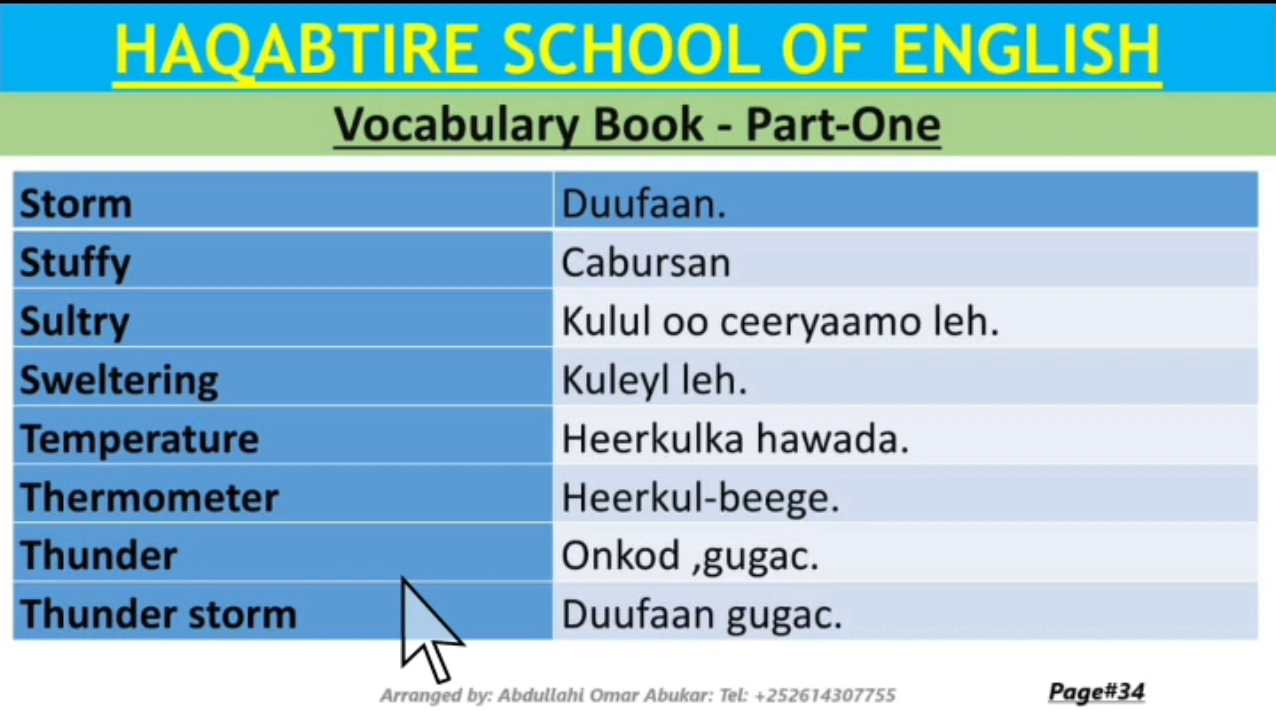 HAQABTIRE SCHOOL OF ENGLISH
Vocabulary Book - Part-One
Storm Duufaan.
Stuffy Cabursan
Sultry Kulul oo ceeryaamo leh.
Sweltering Kuleyl leh.
Temperature Heerkulka hawada.
Thermometer Heerkul-beege.
Thunder Onkod ,gugac.
Thunder storm Duufaan gugac.
Arranged by: Abdullahi Omar Abukar: Tel: +252614307755
Page#34